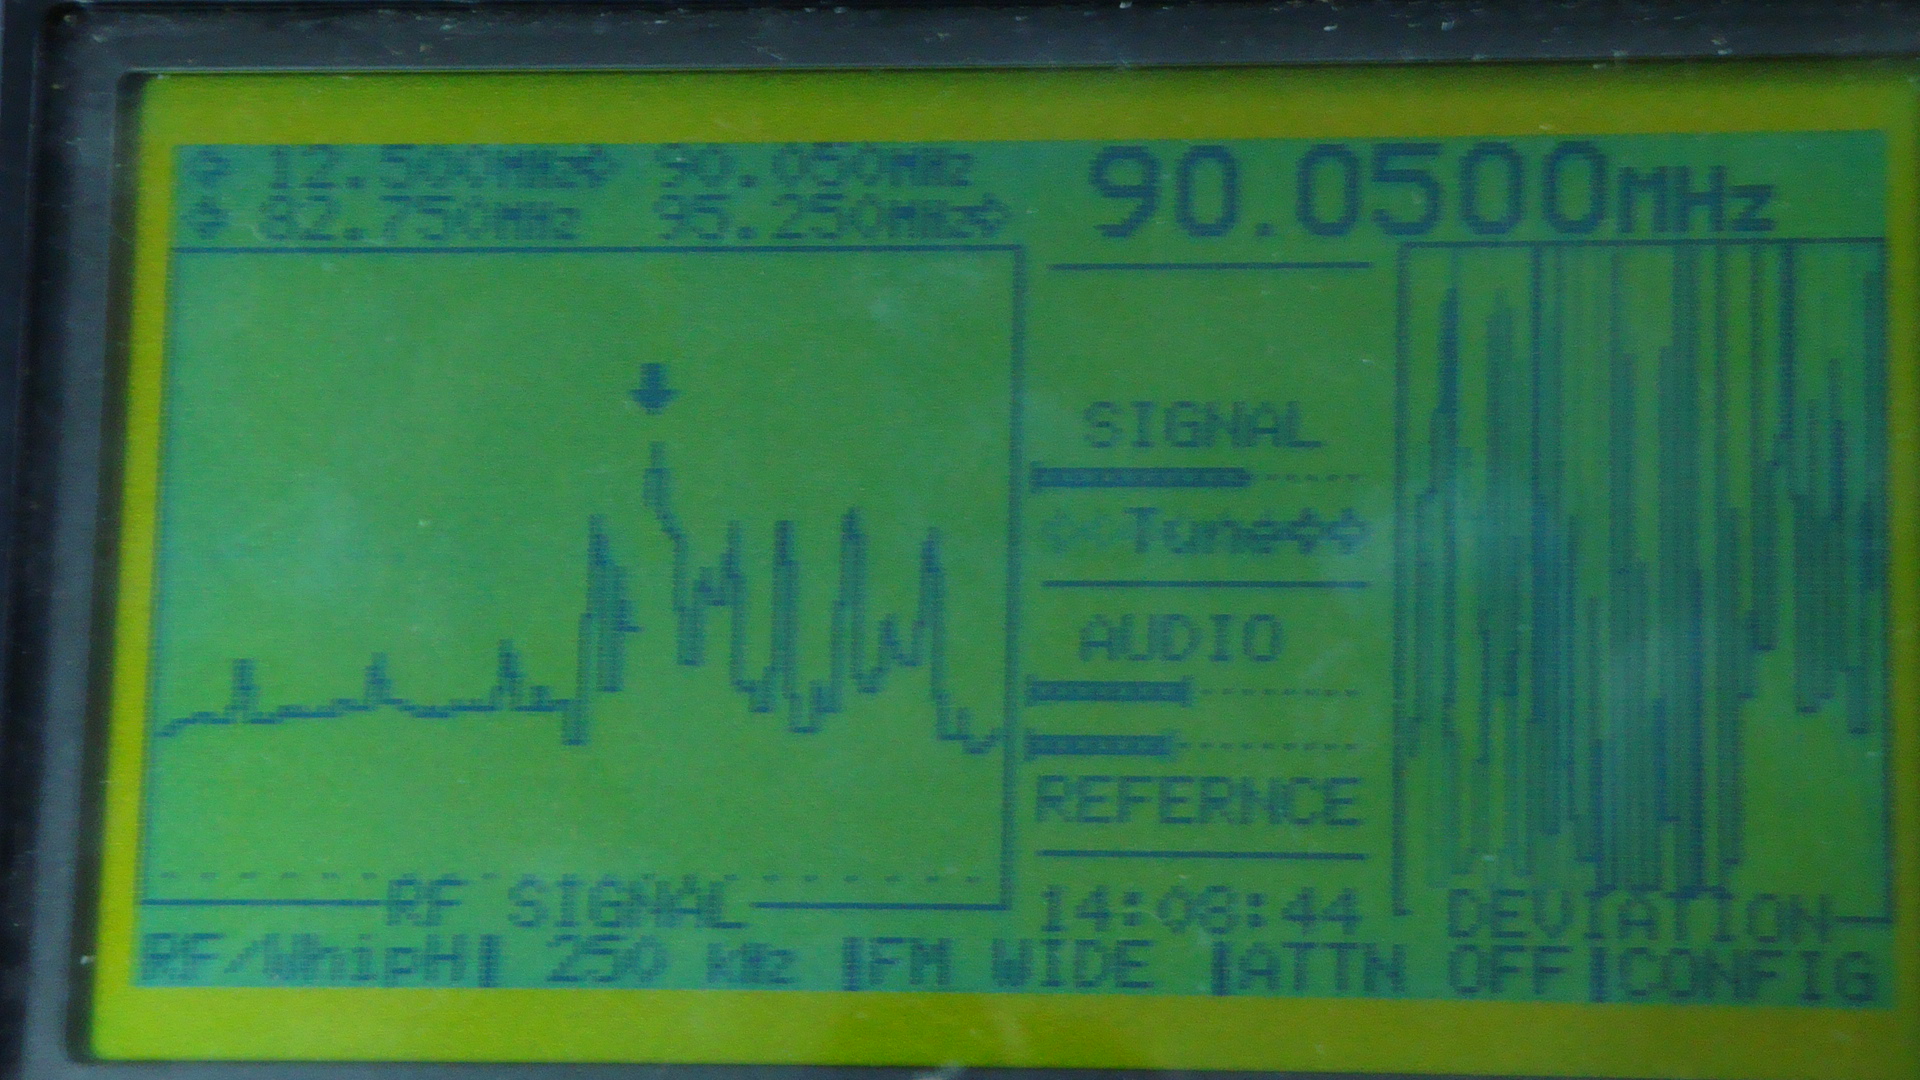 12.500MHz 90.050MHz
82.750MHz 95.250MHz
90.0500MHz
SIGNAL
Tune
AUDIO
REFERNCE
14:08:44
RF SIGNAL
DEVIATION
RF/WhipH| 250 kHz |FM WIDE |ATTN OFF|CONFIG